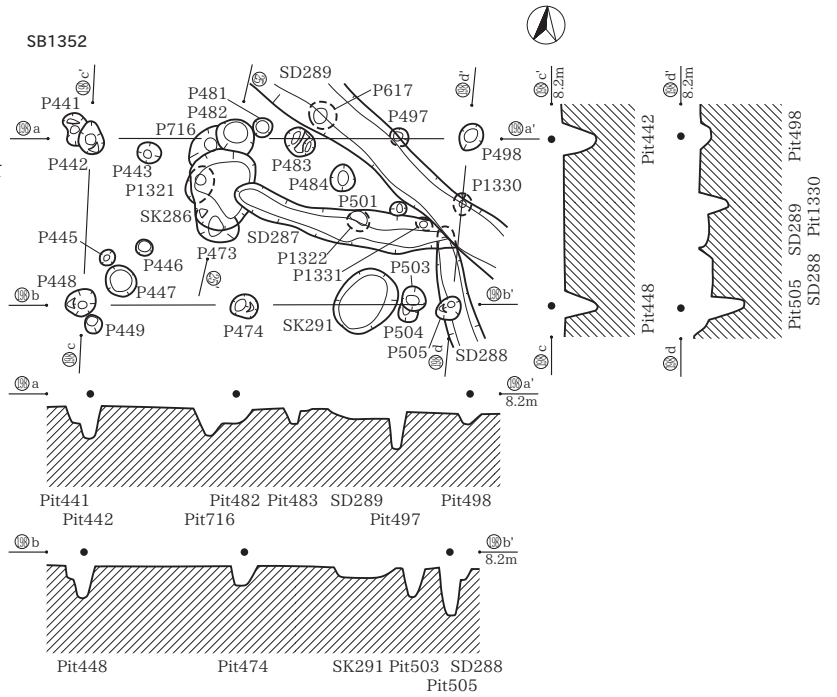 SB1352
SD289
P481
P617
P441
P482
P716
P497
a
a'
c'
d'
c'
8.2m
d'
8.2m
P442
P443
P483
P498
P1321
P484
P1330
P501
SK286
P473
SD287
P445
P446
P1322
P1331
P448
P447
P503
b
b'
P449
P474
SK291
P504
P505
SD288
c
d
c
d
Pit442
Pit448
Pit498
Pit1330
SD289
SD288
Pit505
a
a'
8.2m
Pit441
Pit482
Pit483
SD289
Pit498
Pit442
Pit716
Pit497
b
b'
8.2m
Pit448
Pit474
SK291
Pit503
SD288
Pit505